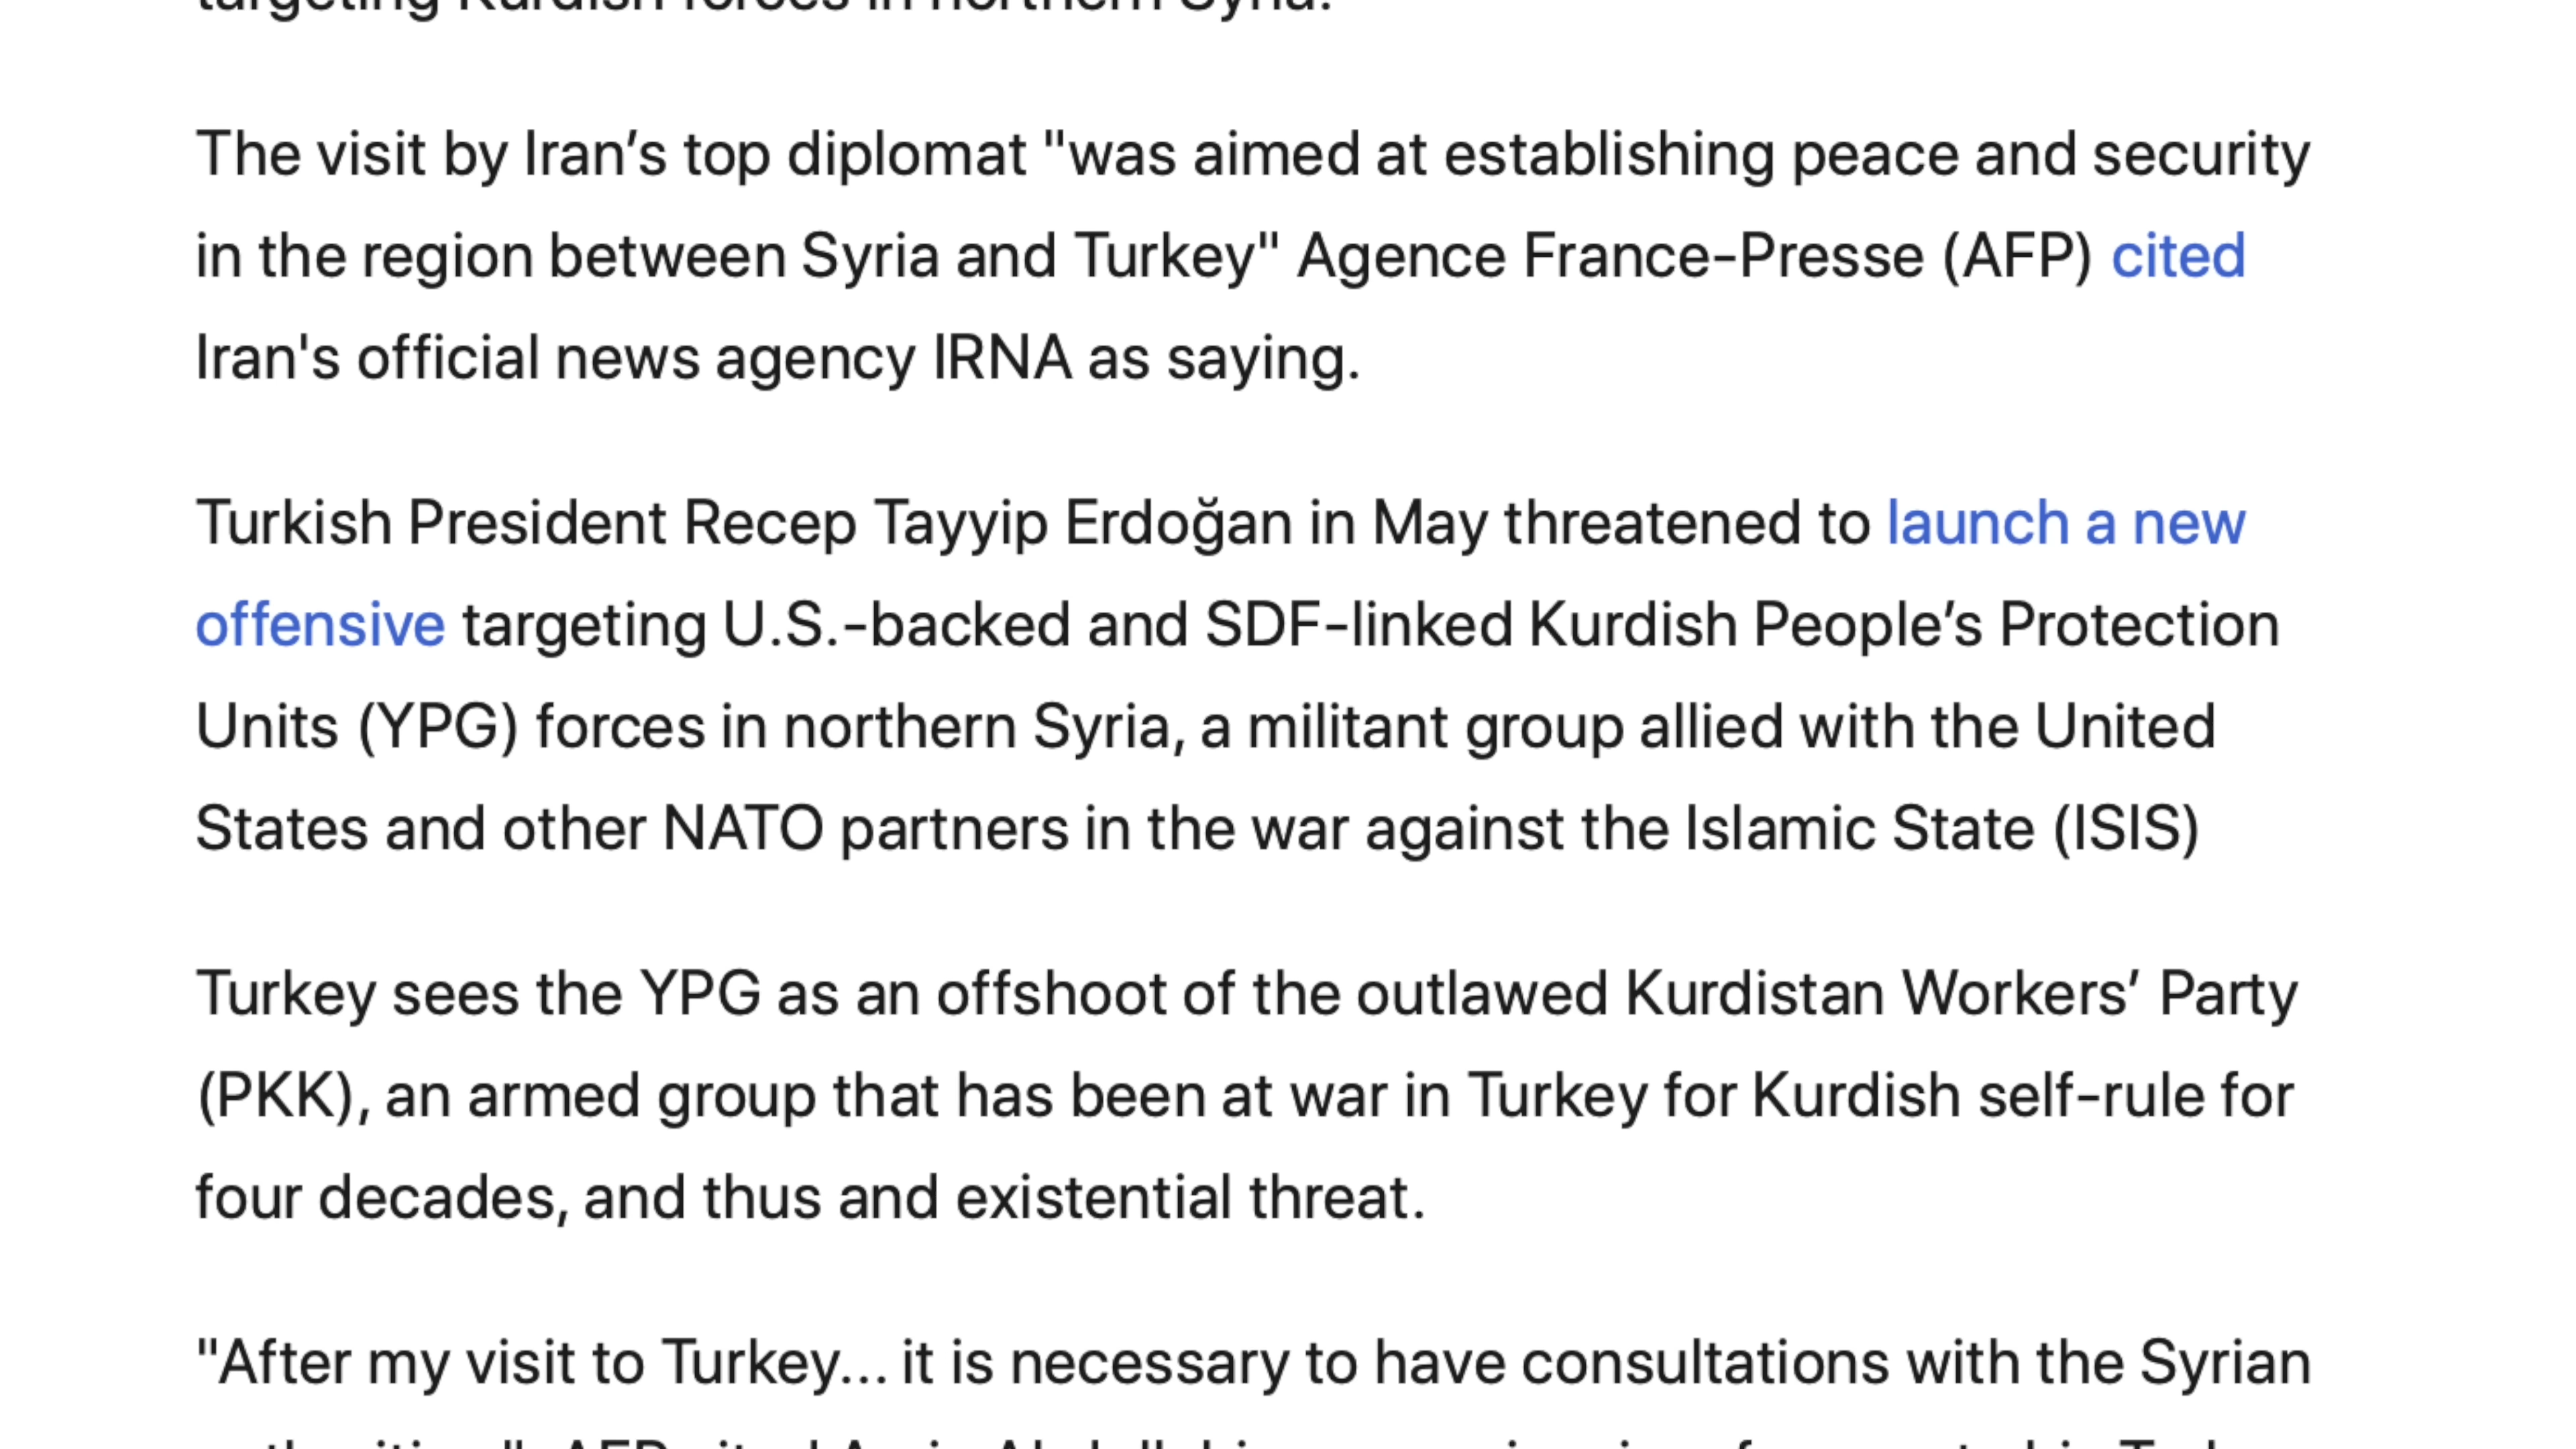 targeting Kurdish forces in northern Syria.
The visit by Iran’s top diplomat "was aimed at establishing peace and security
in the region between Syria and Turkey" Agence France-Presse (AFP) cited
Iran's official news agency IRNA as saying.
Turkish President Recep Tayyip Erdoğan in May threatened to launch a new
offensive targeting U.S.-backed and SDF-linked Kurdish People’s Protection
Units (YPG) forces in northern Syria, a militant group allied with the United
States and other NATO partners in the war against the Islamic State (ISIS)
Turkey sees the YPG as an offshoot of the outlawed Kurdistan Workers’ Party
(PKK), an armed group that has been at war in Turkey for Kurdish self-rule for
four decades, and thus and existential threat.
"After my visit to Turkey... it is necessary to have consultations with the Syrian